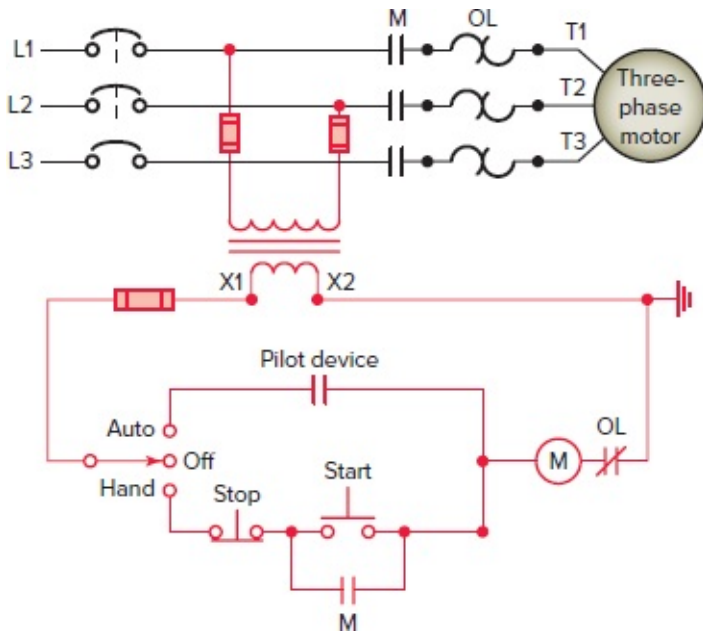 M OL T1
L1
Three-
phase
motor
L2 T2
L3 T3
X1 X2
Pilot device
Auto
Off
Hand
Stop
Start
M
OL
M